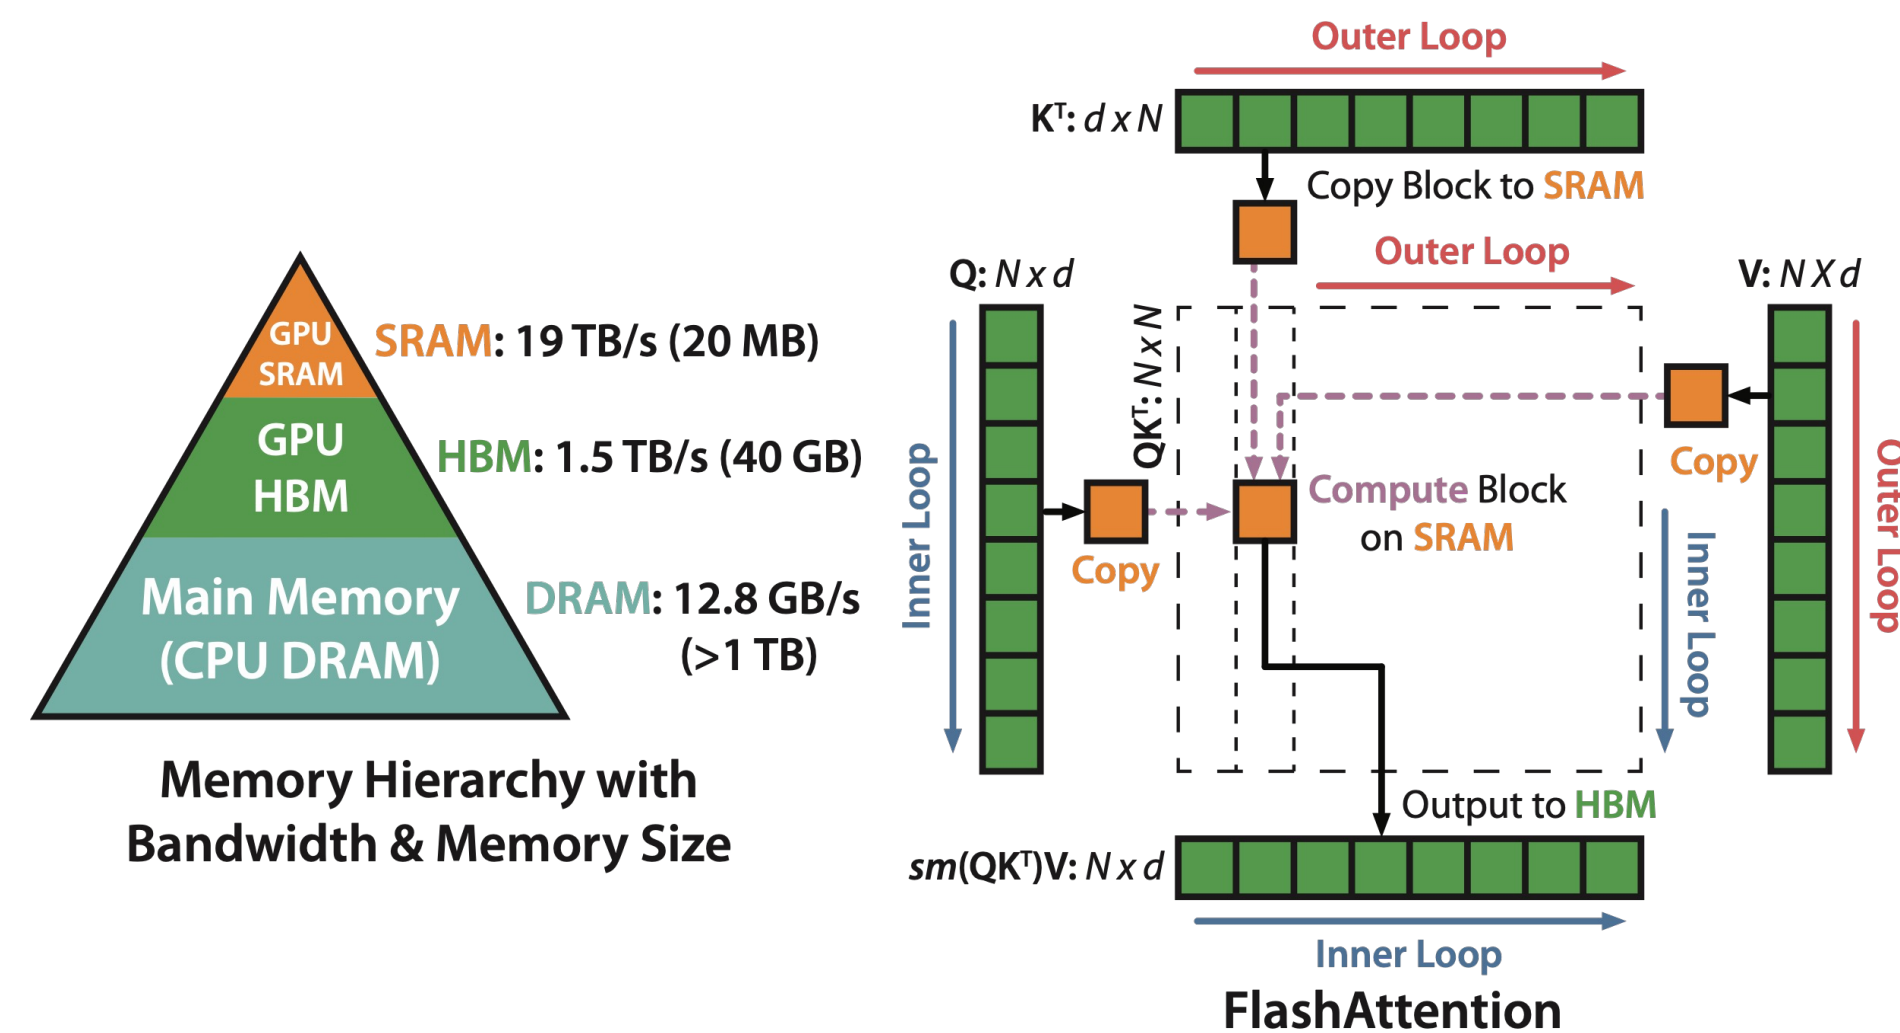 GPU
SRAM
SRAM: 19 TB/s (20 MB)
GPU
HBM
HBM: 1.5 TB/s (40 GB)
Main Memory
(CPU DRAM)
DRAM: 12.8 GB/s
(>1 TB)
Memory Hierarchy with
Bandwidth & Memory Size
Outer Loop
Kᵀ: d x N
Copy Block to SRAM
Outer Loop
Q: N x d
V: N X d
QKᵀ: N x N
Inner Loop
Copy
Compute Block
on SRAM
Copy
Outer Loop
Inner Loop
Output to HBM
sm(QKᵀ)V: N x d
Inner Loop
FlashAttention